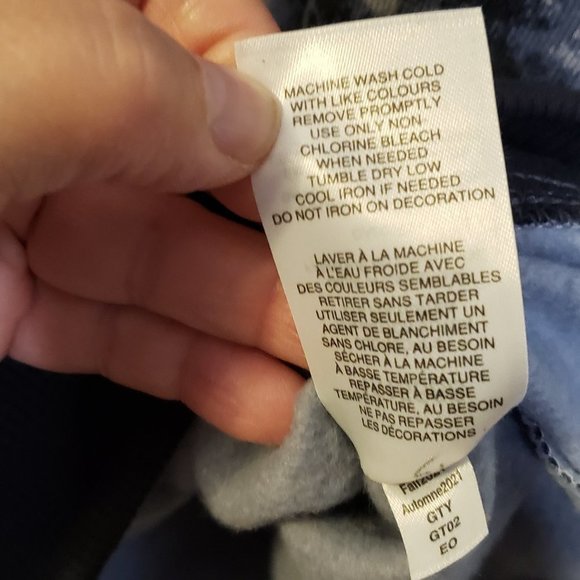 MACHINE WASH COLD
WITH LIKE COLOURS
REMOVE PROMPTLY
USE ONLY NON
CHLORINE BLEACH
WHEN NEEDED
TUMBLE DRY LOW
COOL IRON IF NEEDED
DO NOT IRON ON DECORATION
LAVER À LA MACHINE
À L'EAU FROIDE AVEC
DES COULEURS SEMBLABLES
RETIRER SANS TARDER
UTILISER SEULEMENT UN
AGENT DE BLANCHIMENT
SANS CHLORE, AU BESOIN
SÉCHER À LA MACHINE
À BASSE TEMPÉRATURE
REPASSER À BASSE
TEMPÉRATURE, AU BESOIN
NE PAS REPASSER
LES DÉCORATIONS
Automne2021
GTY
GT02
EO